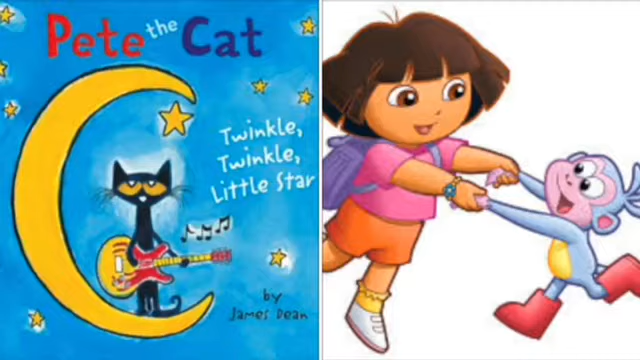 Pete the Cat
Twinkle,
Twinkle,
Little Star
by
James Dean